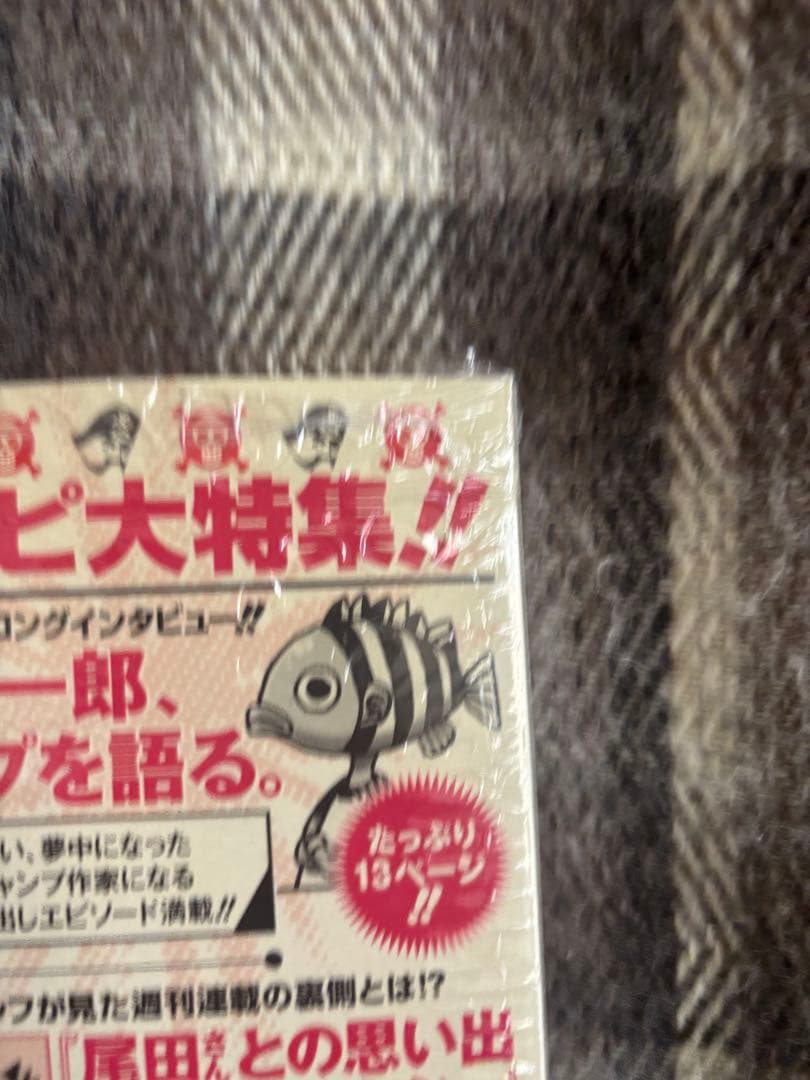 ピ大特集!!
ロングインタビュー!!
一郎、
プを語る。
い、夢中になった
ャンプ作家になる
出しエピソード満載!!
たっぷり
13ページ
!!
ッフが見た週刊連載の裏側とは!?
『尾田さんとの思い出